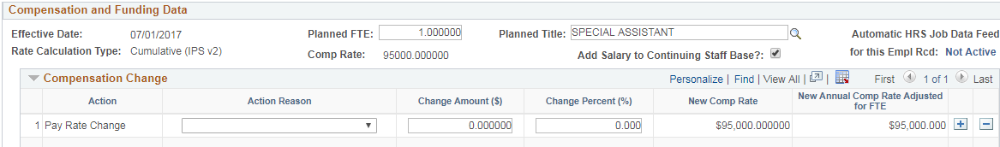 Compensation and Funding Data
Effective Date: 07/01/2017 Planned FTE: 1.000000 Planned Title: SPECIAL ASSISTANT Automatic HRS Job Data Feed
Rate Calculation Type: Cumulative (IPS v2) Comp Rate: 95000.000000 Add Salary to Continuing Staff Base?: for this Empl Rcd: Not Active
Compensation Change Personalize | Find | View All | | First 1 of 1 Last
Action Action Reason Change Amount ($) Change Percent (%) New Comp Rate New Annual Comp Rate Adjusted for FTE
1 Pay Rate Change 0.000000 0.000 $95,000.000000 $95,000.000